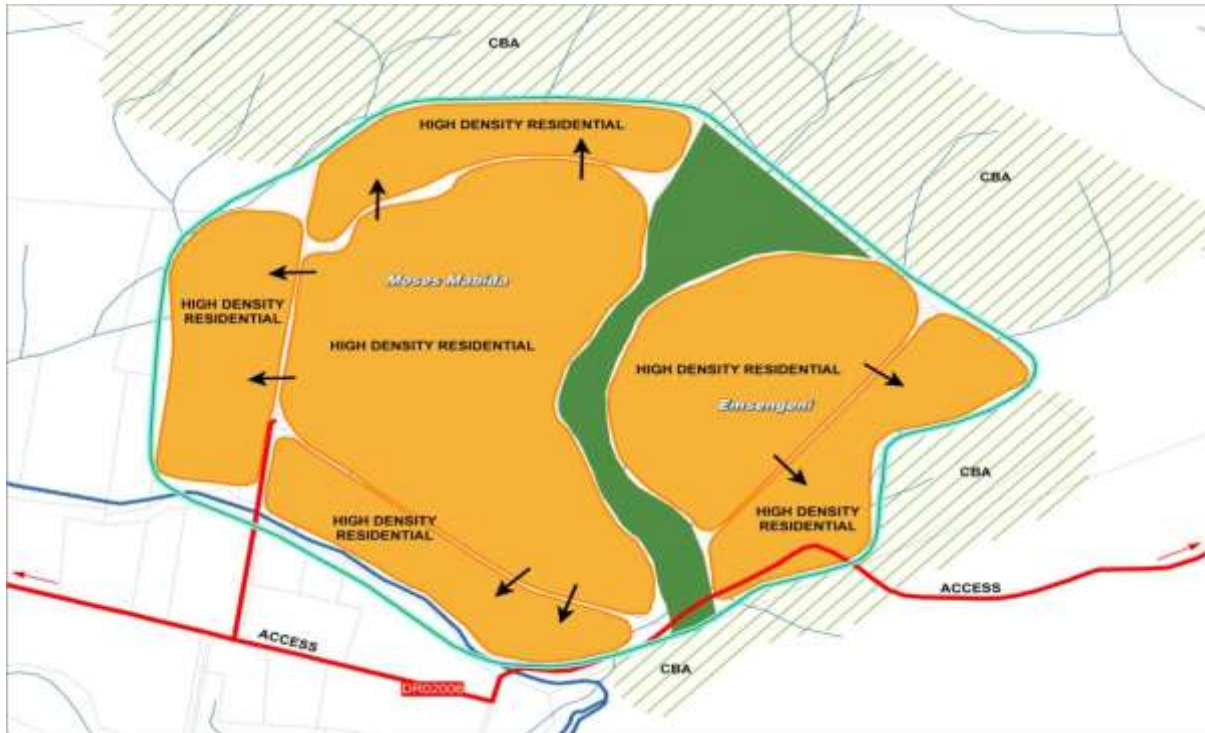 CBA
HIGH DENSITY RESIDENTIAL
CBA
Moses Mabida
HIGH DENSITY
RESIDENTIAL
HIGH DENSITY RESIDENTIAL
HIGH DENSITY RESIDENTIAL
Emsengeni
CBA
HIGH DENSITY
RESIDENTIAL
HIGH DENSITY
RESIDENTIAL
ACCESS
ACCESS
CBA
DR02006